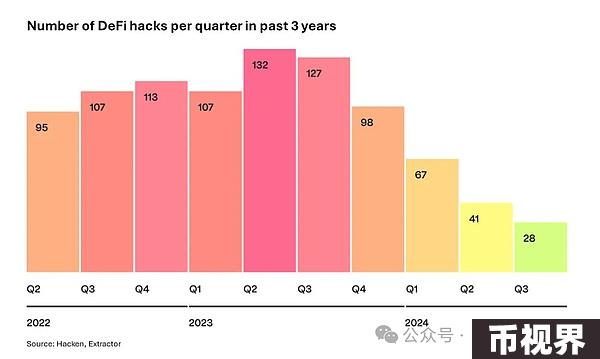 Number of DeFi hacks per quarter in past 3 years
95
107
113
107
132
127
98
67
41
28
Q2
Q3
Q4
Q1
Q2
Q3
Q4
Q1
Q2
Q3
2022
2023
2024
Source: Hacken, Extractor
公众号 ·
币视界